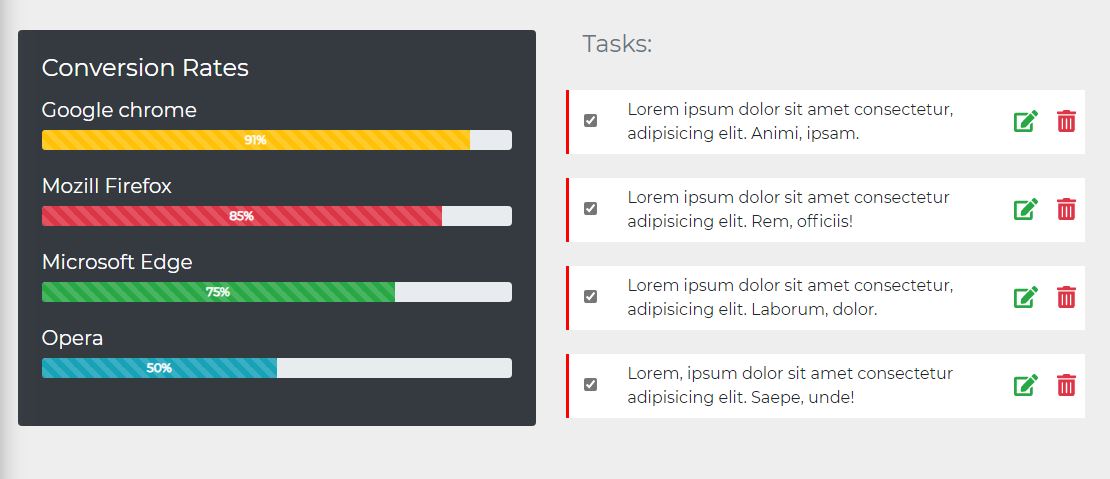 Conversion Rates
Google chrome
91%
Mozill Firefox
85%
Microsoft Edge
75%
Opera
50%
Tasks:
Lorem ipsum dolor sit amet consectetur,
adipisicing elit. Animi, ipsam.
Lorem ipsum dolor sit amet consectetur
adipisicing elit. Rem, officiis!
Lorem ipsum dolor sit amet consectetur,
adipisicing elit. Laborum, dolor.
Lorem, ipsum dolor sit amet consectetur
adipisicing elit. Saepe, unde!